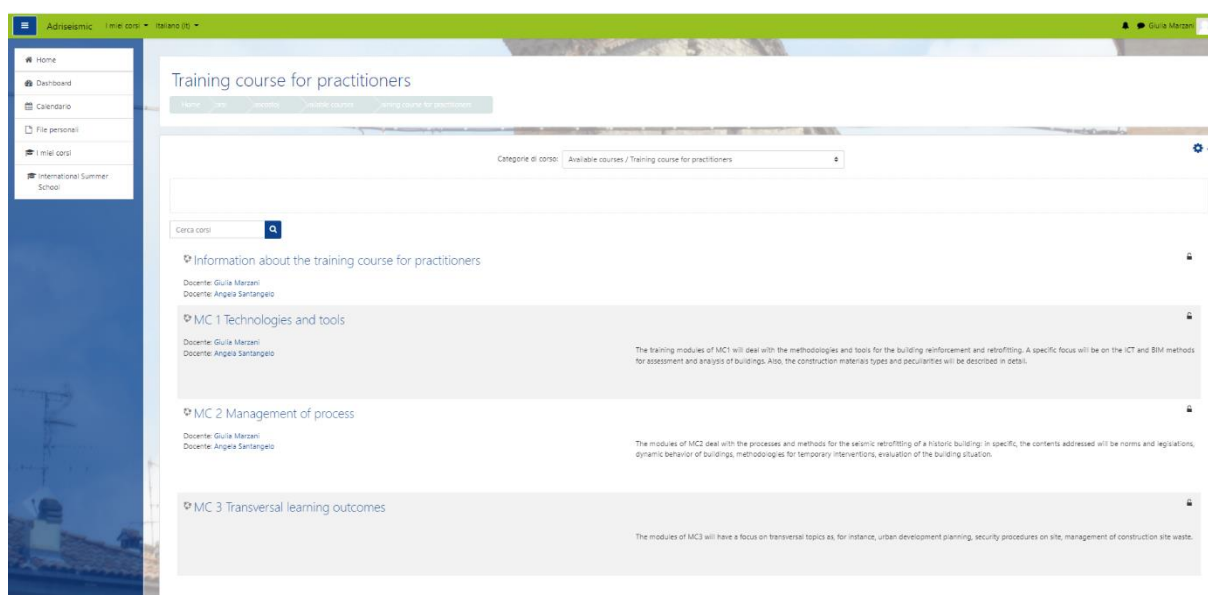 Adriseismic I miei corsi Italiano (it) Giulia Marzani
Home
Dashboard
Calendario
File personali
I miei corsi
International Summer
School
Training course for practitioners
Home
Available courses
Training course for practitioners
Categorie di corso: Available courses / Training course for practitioners
Cerca corsi
Information about the training course for practitioners
Docente: Giulia Marzani
Docente: Angela Santangelo
MC 1 Technologies and tools
Docente: Giulia Marzani
Docente: Angela Santangelo
The training modules of MC1 will deal with the methodologies and tools for the building reinforcement and retrofitting. A specific focus will be on the ICT and BIM methods
for assessment and analysis of buildings. Also, the construction materials types and peculiarities will be described in detail.
MC 2 Management of process
Docente: Giulia Marzani
Docente: Angela Santangelo
The modules of MC2 deal with the processes and methods for the seismic retrofitting of a historic building: in specific, the contents addressed will be norms and legislations,
dynamic behavior of buildings, methodologies for temporary interventions, evaluation of the building situation.
MC 3 Transversal learning outcomes
The modules of MC3 will have a focus on transversal topics as, for instance, urban development planning, security procedures on site, management of construction site waste.